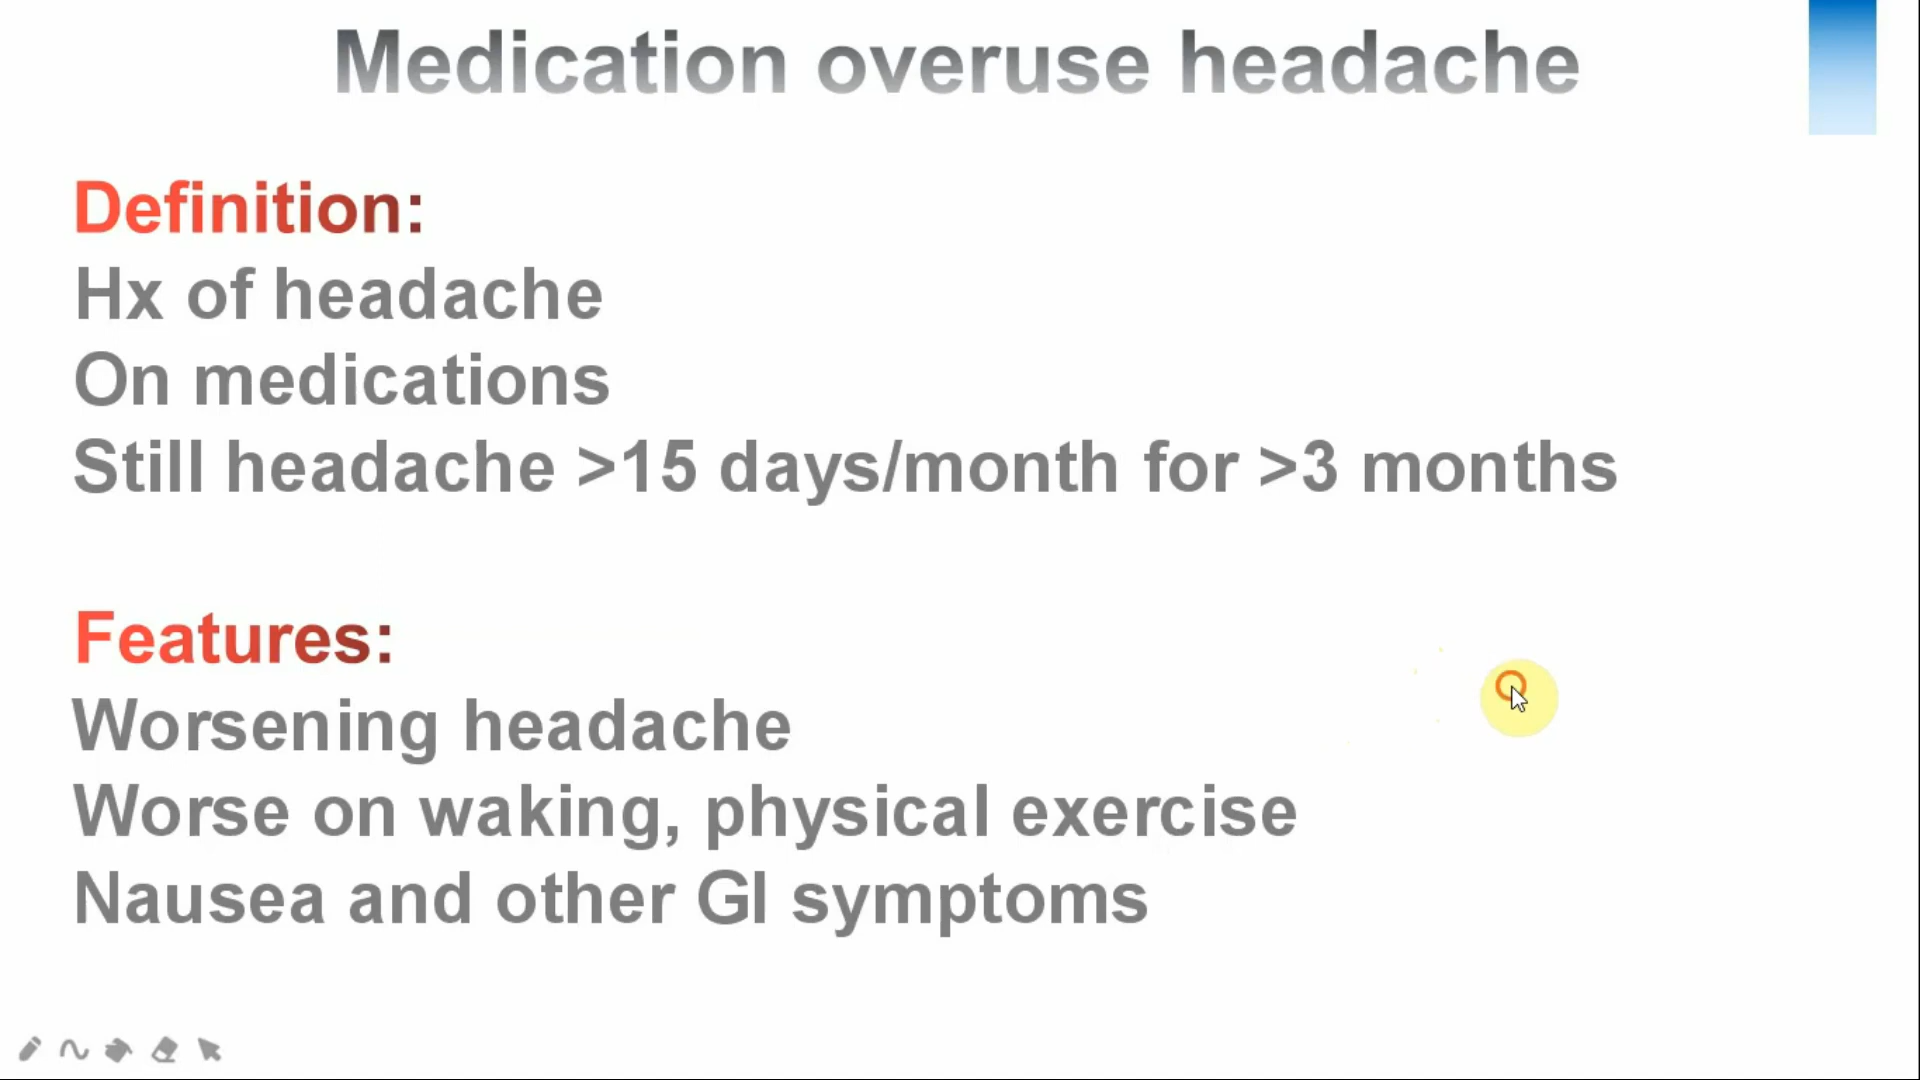 Medication overuse headache
Definition:
Hx of headache
On medications
Still headache >15 days/month for >3 months
Features:
Worsening headache
Worse on waking, physical exercise
Nausea and other GI symptoms